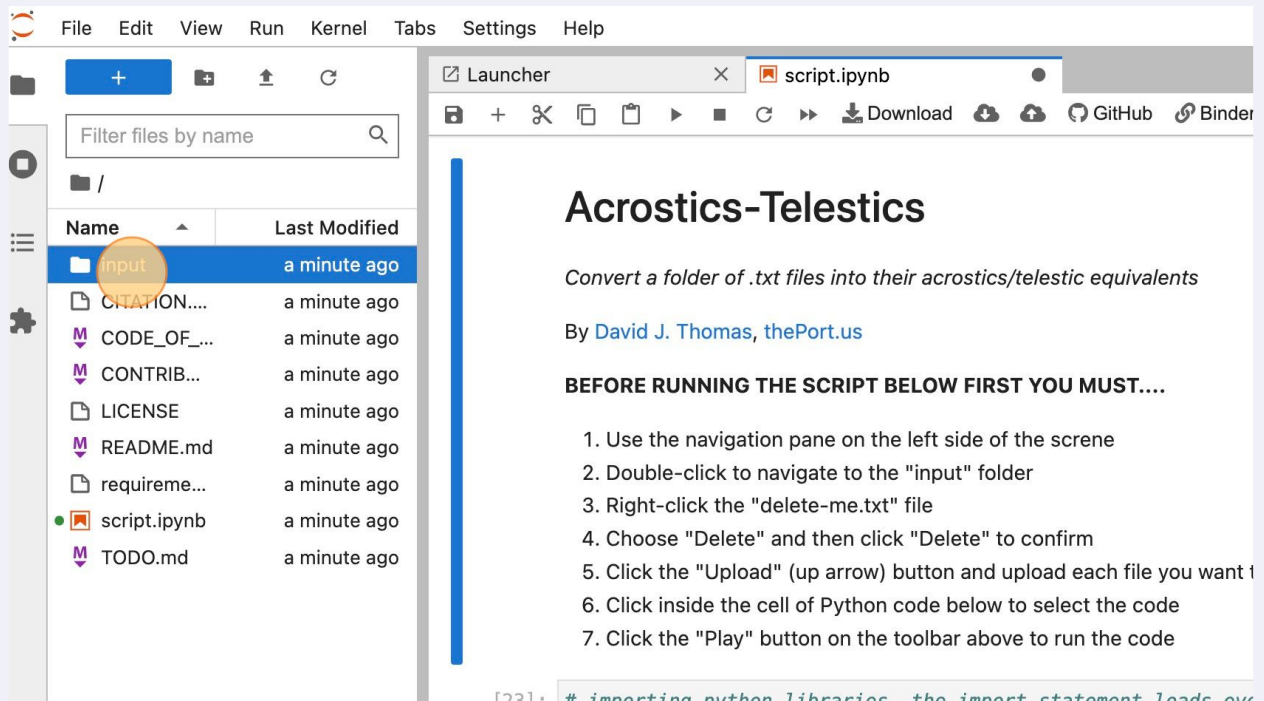 File Edit View Run Kernel Tabs Settings Help
+
Filter files by name
/
Name Last Modified
input a minute ago
CITATION.... a minute ago
CODE_OF_... a minute ago
CONTRIB... a minute ago
LICENSE a minute ago
README.md a minute ago
requireme... a minute ago
script.ipynb a minute ago
TODO.md a minute ago
Launcher script.ipynb
Download GitHub Binder
Acrostics-Telestics
Convert a folder of .txt files into their acrostics/telestic equivalents
By David J. Thomas, thePort.us
BEFORE RUNNING THE SCRIPT BELOW FIRST YOU MUST....
1. Use the navigation pane on the left side of the screne
2. Double-click to navigate to the "input" folder
3. Right-click the "delete-me.txt" file
4. Choose "Delete" and then click "Delete" to confirm
5. Click the "Upload" (up arrow) button and upload each file you want
6. Click inside the cell of Python code below to select the code
7. Click the "Play" button on the toolbar above to run the code
[23]: # importing python libraries, the import statement loads